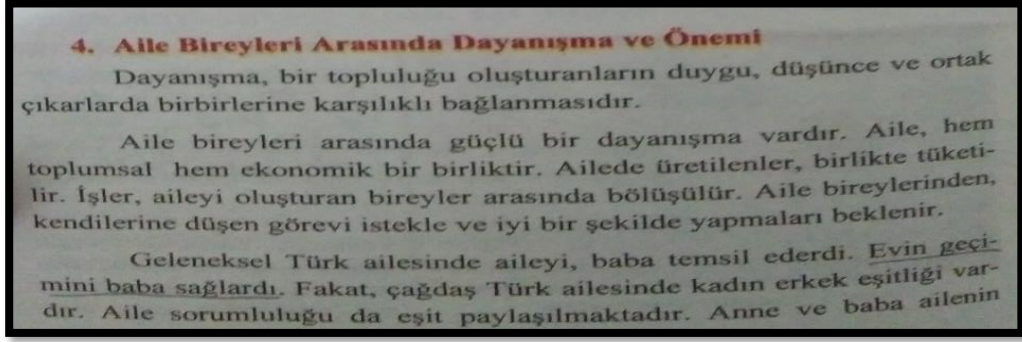 4. Aile Bireyleri Arasında Dayanışma ve Önemi
Dayanışma, bir topluluğu oluşturanların duygu, düşünce ve ortak
çıkarlarda birbirlerine karşılıklı bağlanmasıdır.
Aile bireyleri arasında güçlü bir dayanışma vardır. Aile, hem
toplumsal hem ekonomik bir birliktir. Ailede üretilenler, birlikte tüketi-
lir. İşler, aileyi oluşturan bireyler arasında bölüşülür. Aile bireylerinden,
kendilerine düşen görevi istekle ve iyi bir şekilde yapmaları beklenir.
Geleneksel Türk ailesinde aileyi, baba temsil ederdi. Evin geçi-
mini baba sağlardı. Fakat, çağdaş Türk ailesinde kadın erkek eşitliği var-
dır. Aile sorumluluğu da eşit paylaşılmaktadır. Anne ve baba ailenin